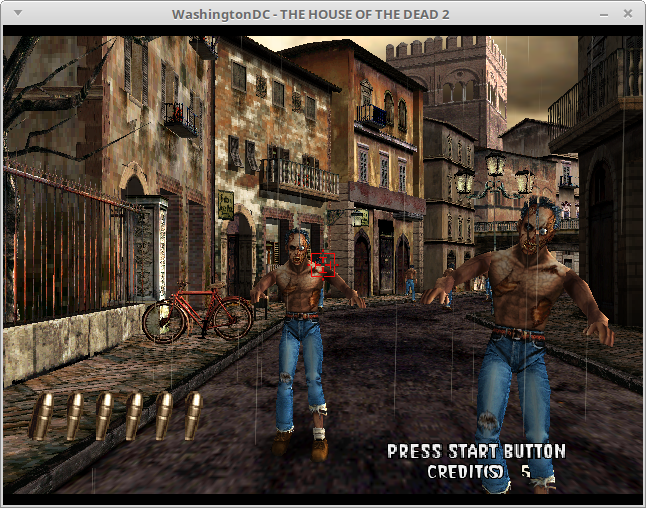 WashingtonDC - THE HOUSE OF THE DEAD 2
PRESS START BUTTON
CREDIT(S) 5